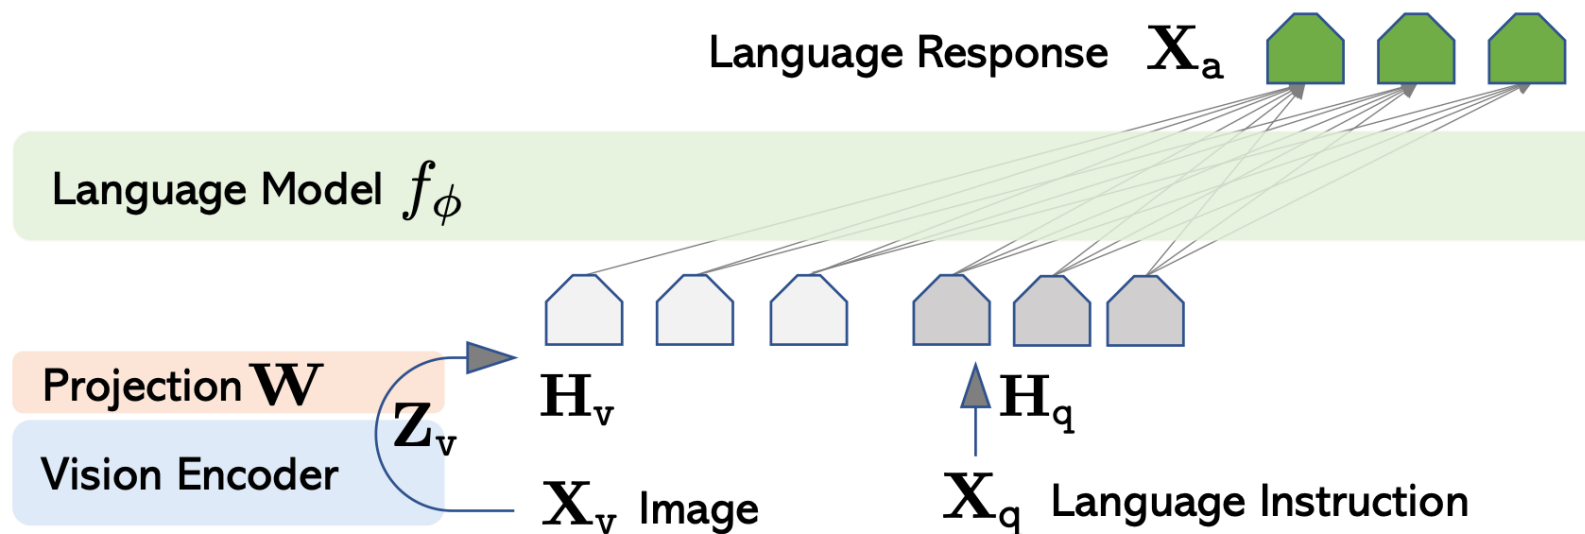 Language Response X_a
Language Model f_ϕ
Projection W
Z_v
Vision Encoder
H_v
H_q
X_v Image
X_q Language Instruction